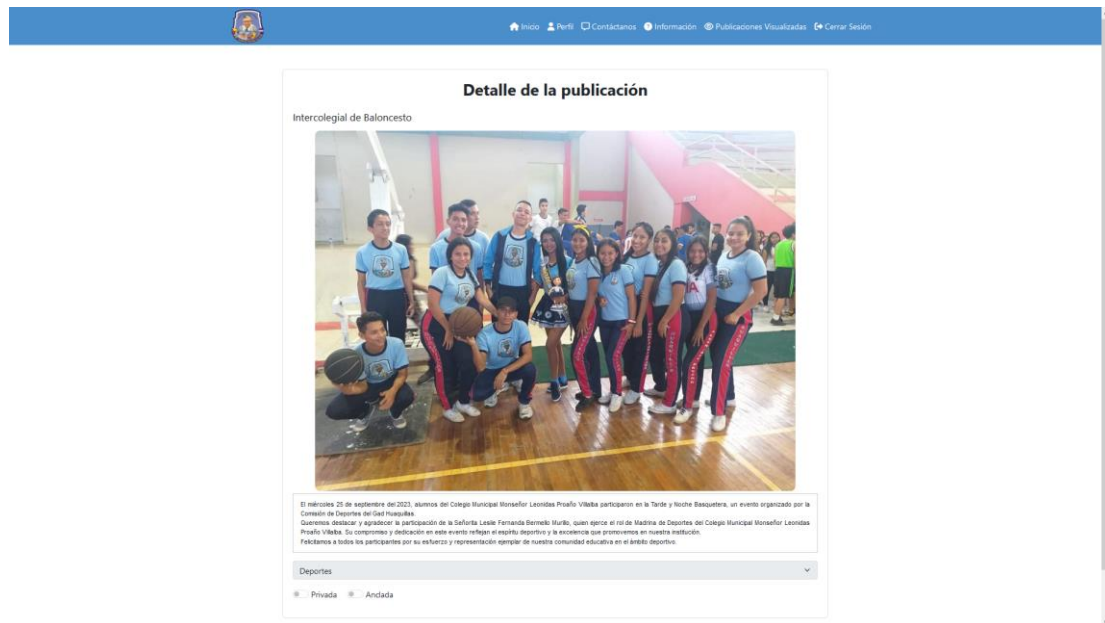 Inicio Perfil Contáctanos Información Publicaciones Visualizadas Cerrar Sesión
Detalle de la publicación
Intercolegial de Baloncesto
El miércoles 25 de septiembre del 2023, alumnos del Colegio Municipal Monseñor Leonidas Proaño Villalba participaron en la Tarde y Noche Basquetera, un evento organizado por la
Comisión de Deportes del Gad Huaquillas.
Queremos destacar y agradecer la participación de la Señorita Leslie Fernanda Bermello Murillo, quien ejerce el rol de Madrina de Deportes del Colegio Municipal Monseñor Leonidas
Proaño Villalba. Su compromiso y dedicación en este evento reflejan el espíritu deportivo y la excelencia que promovemos en nuestra institución.
Felicitamos a todos los participantes por su esfuerzo y representación ejemplar de nuestra comunidad educativa en el ámbito deportivo.
Deportes
Privada Anclada